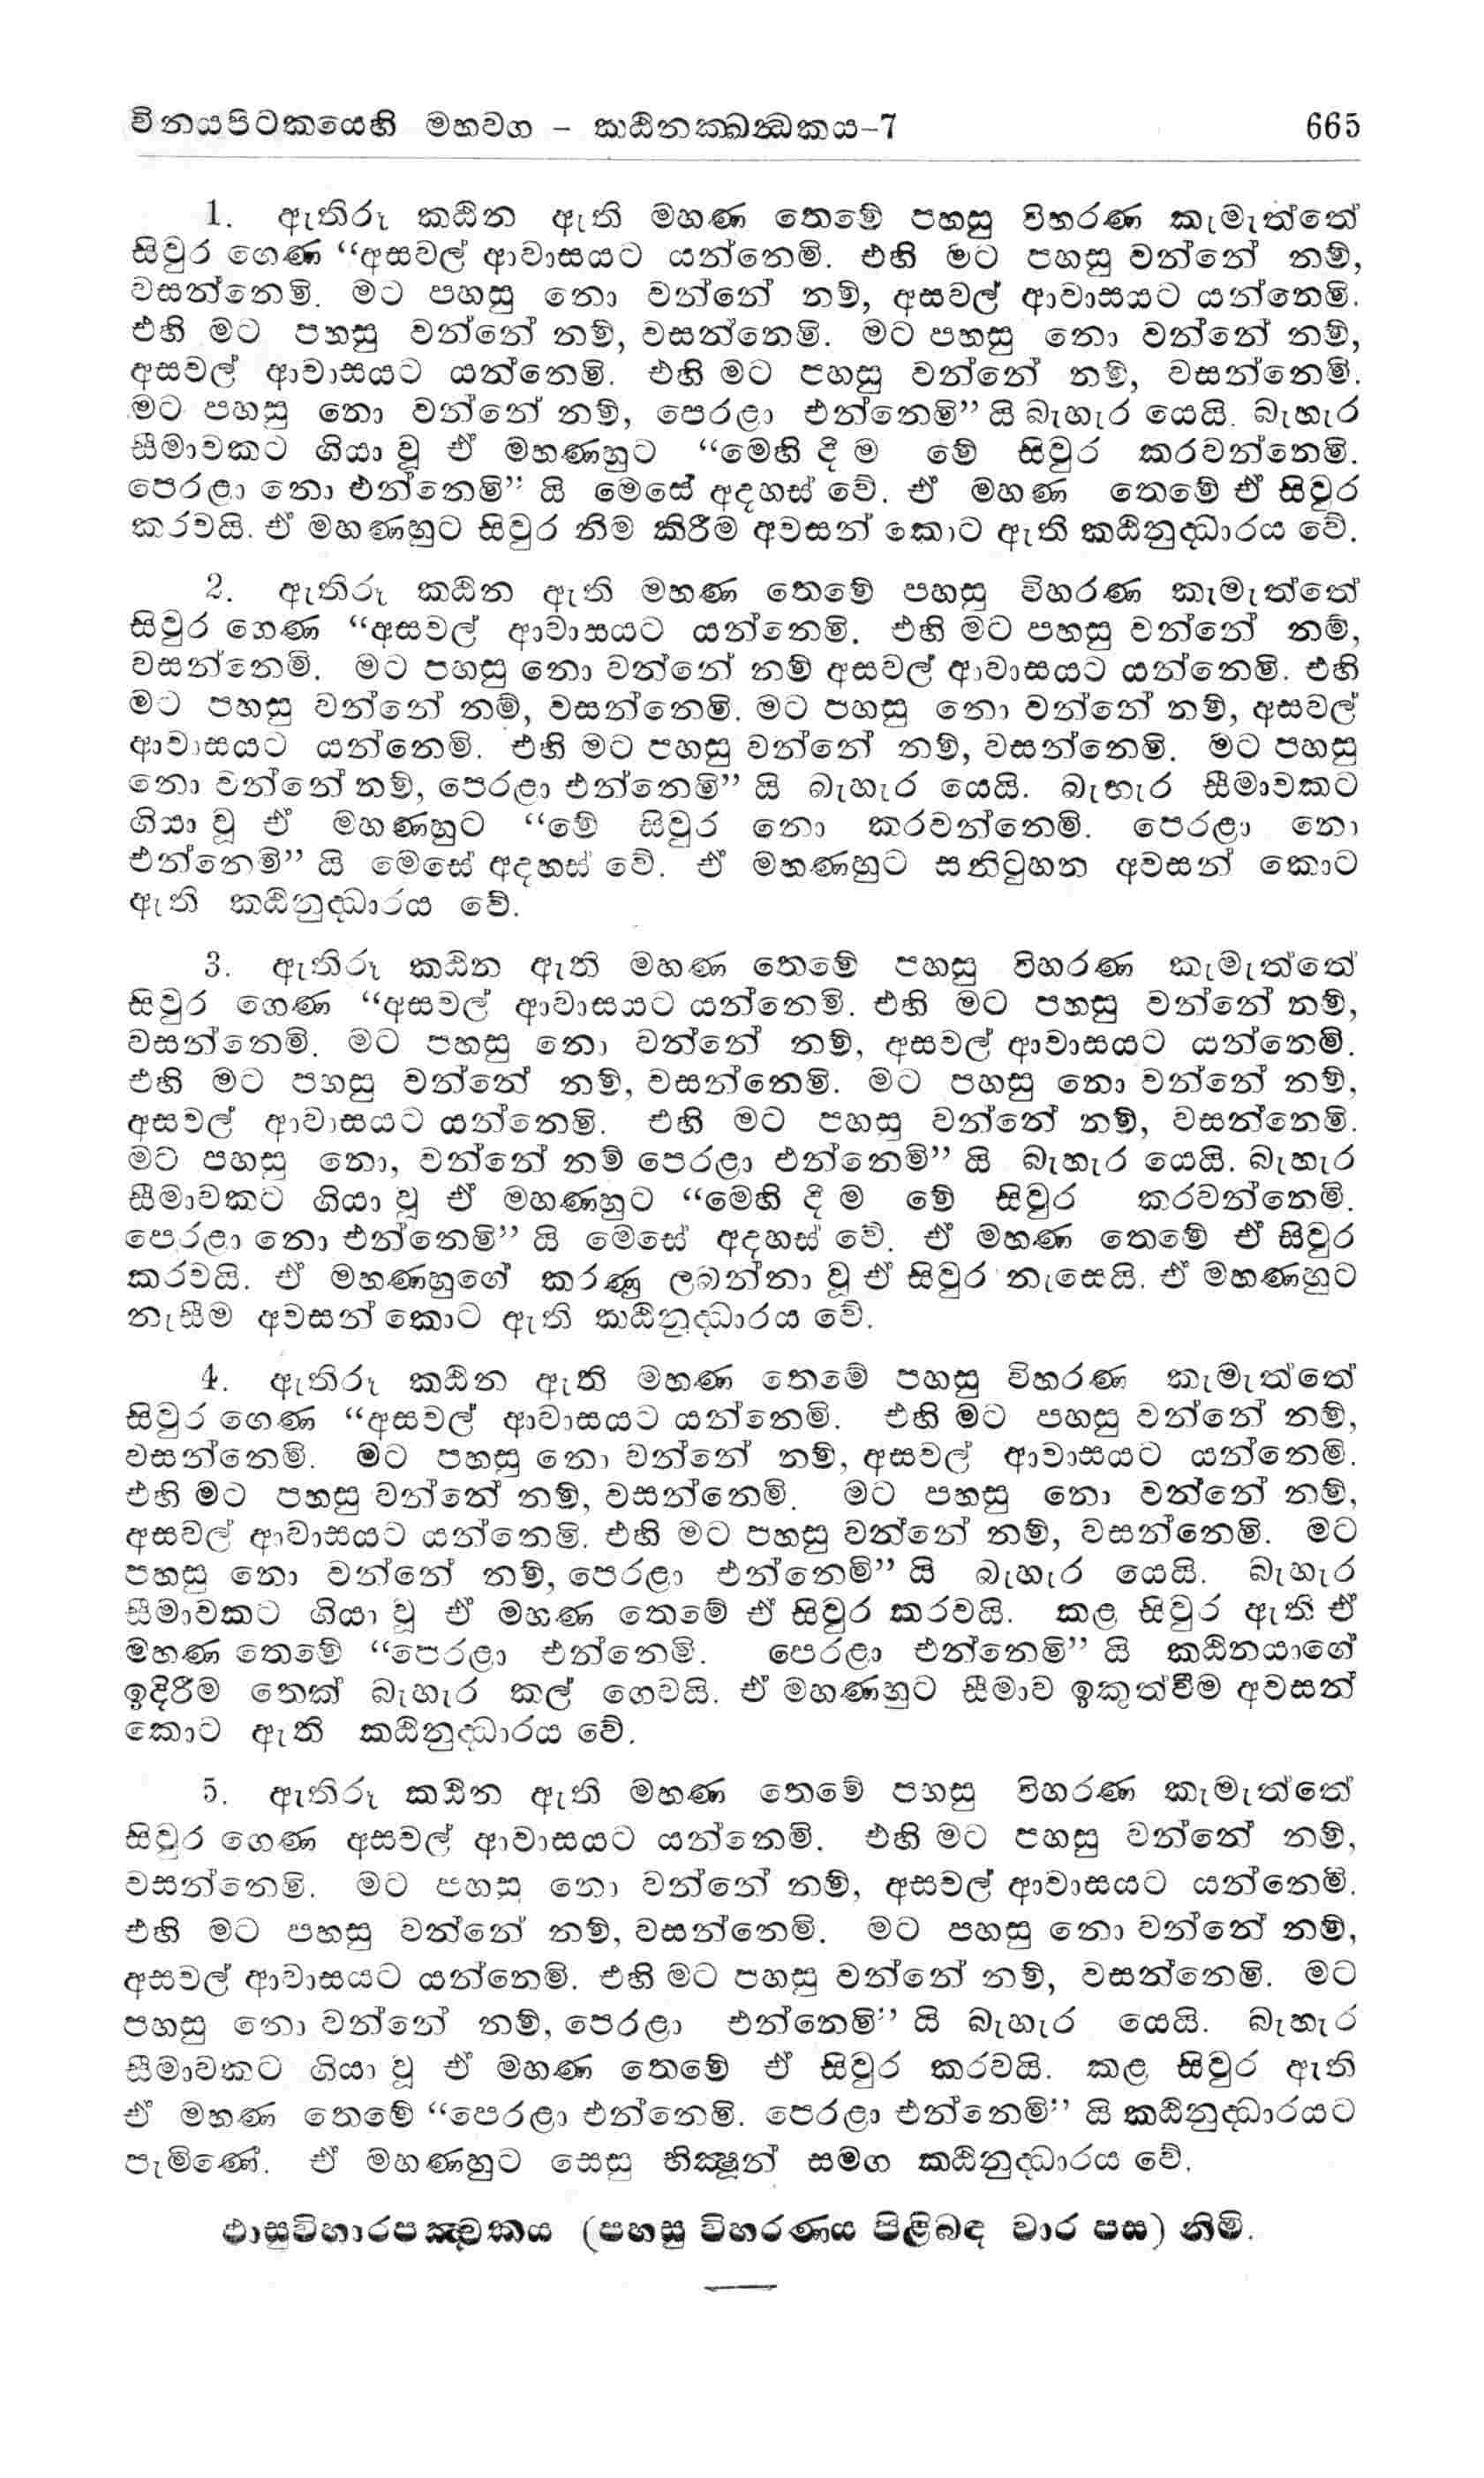 විනයපිටකයෙහි මහවග - කඨිනක්ඛන්ධකය-7 665
1. ඇතිරූ කඨින ඇති මහණ තෙමේ පහසු විහරණ කැමැත්තේ
සිවුර ගෙණ “අසවල් ආවාසයට යන්නෙමි. එහි මට පහසු වන්නේ නම්,
වසන්නෙමි. මට පහසු නො වන්නේ නම්, අසවල් ආවාසයට යන්නෙමි.
එහි මට පහසු වන්නේ නම්, වසන්නෙමි. මට පහසු නො වන්නේ නම්,
අසවල් ආවාසයට යන්නෙමි. එහි මට පහසු වන්නේ නම්, වසන්නෙමි.
මට පහසු නො වන්නේ නම්, පෙරළා එන්නෙමි” යි බැහැර යෙයි. බැහැර
සීමාවකට ගියා වූ ඒ මහණහුට “මෙහි දී ම මේ සිවුර කරවන්නෙමි.
පෙරළා නො එන්නෙමි” යි මෙසේ අදහස් වේ. ඒ මහණ තෙමේ ඒ සිවුර
කරවයි. ඒ මහණහුට සිවුර නිම කිරීම අවසන් කොට ඇති කඨිනුද්ධාරය වේ.
2. ඇතිරූ කඨින ඇති මහණ තෙමේ පහසු විහරණ කැමැත්තේ
සිවුර ගෙණ “අසවල් ආවාසයට යන්නෙමි. එහි මට පහසු වන්නේ නම්,
වසන්නෙමි. මට පහසු නො වන්නේ නම් අසවල් ආවාසයට යන්නෙමි. එහි
මට පහසු වන්නේ නම්, වසන්නෙමි. මට පහසු නො වන්නේ නම්, අසවල්
ආවාසයට යන්නෙමි. එහි මට පහසු වන්නේ නම්, වසන්නෙමි. මට පහසු
නො වන්නේ නම්, පෙරළා එන්නෙමි” යි බැහැර යෙයි. බැහැර සීමාවකට
ගියා වූ ඒ මහණහුට “මේ සිවුර නො කරවන්නෙමි. පෙරළා නො
එන්නෙමි” යි මෙසේ අදහස් වේ. ඒ මහණහුට සනිටුහන අවසන් කොට
ඇති කඨිනුද්ධාරය වේ.
3. ඇතිරූ කඨින ඇති මහණ තෙමේ පහසු විහරණ කැමැත්තේ
සිවුර ගෙණ “අසවල් ආවාසයට යන්නෙමි. එහි මට පහසු වන්නේ නම්,
වසන්නෙමි. මට පහසු නො වන්නේ නම්, අසවල් ආවාසයට යන්නෙමි.
එහි මට පහසු වන්නේ නම්, වසන්නෙමි. මට පහසු නො වන්නේ නම්,
අසවල් ආවාසයට යන්නෙමි. එහි මට පහසු වන්නේ නම්, වසන්නෙමි.
මට පහසු නො, වන්නේ නම් පෙරළා එන්නෙමි” යි බැහැර යෙයි. බැහැර
සීමාවකට ගියා වූ ඒ මහණහුට “මෙහි දී ම මේ සිවුර කරවන්නෙමි.
පෙරළා නො එන්නෙමි” යි මෙසේ අදහස් වේ. ඒ මහණ තෙමේ ඒ සිවුර
කරවයි. ඒ මහණහුගේ කරණු ලබන්නා වූ ඒ සිවුර නැසෙයි. ඒ මහණහුට
නැසීම අවසන් කොට ඇති කඨිනුද්ධාරය වේ.
4. ඇතිරූ කඨින ඇති මහණ තෙමේ පහසු විහරණ කැමැත්තේ
සිවුර ගෙණ “අසවල් ආවාසයට යන්නෙමි. එහි මට පහසු වන්නේ නම්,
වසන්නෙමි. මට පහසු නො වන්නේ නම්, අසවල් ආවාසයට යන්නෙමි.
එහි මට පහසු වන්නේ නම්, වසන්නෙමි. මට පහසු නො වන්නේ නම්,
අසවල් ආවාසයට යන්නෙමි. එහි මට පහසු වන්නේ නම්, වසන්නෙමි. මට
පහසු නො වන්නේ නම්, පෙරළා එන්නෙමි” යි බැහැර යෙයි. බැහැර
සීමාවකට ගියා වූ ඒ මහණ තෙමේ ඒ සිවුර කරවයි. කළ සිවුර ඇති ඒ
මහණ තෙමේ “පෙරළා එන්නෙමි. පෙරළා එන්නෙමි” යි කඨිනයාගේ
ඉදිරීම තෙක් බැහැර කල් ගෙවයි. ඒ මහණහුට සීමාව ඉකුත්වීම අවසන්
කොට ඇති කඨිනුද්ධාරය වේ.
5. ඇතිරූ කඨින ඇති මහණ තෙමේ පහසු විහරණ කැමැත්තේ
සිවුර ගෙණ අසවල් ආවාසයට යන්නෙමි. එහි මට පහසු වන්නේ නම්,
වසන්නෙමි. මට පහසු නො වන්නේ නම්, අසවල් ආවාසයට යන්නෙමි.
එහි මට පහසු වන්නේ නම්, වසන්නෙමි. මට පහසු නො වන්නේ නම්,
අසවල් ආවාසයට යන්නෙමි. එහි මට පහසු වන්නේ නම්, වසන්නෙමි. මට
පහසු නො වන්නේ නම්, පෙරළා එන්නෙමි” යි බැහැර යෙයි. බැහැර
සීමාවකට ගියා වූ ඒ මහණ තෙමේ ඒ සිවුර කරවයි. කළ සිවුර ඇති
ඒ මහණ තෙමේ “පෙරළා එන්නෙමි. පෙරළා එන්නෙමි” යි කඨිනුද්ධාරයට
පැමිණේ. ඒ මහණහුට සෙසු භික්ෂූන් සමග කඨිනුද්ධාරය වේ.
ඵාසුවිහාරපඤ්චකය (පහසු විහරණය පිළිබඳ වාර පස) නිමි.